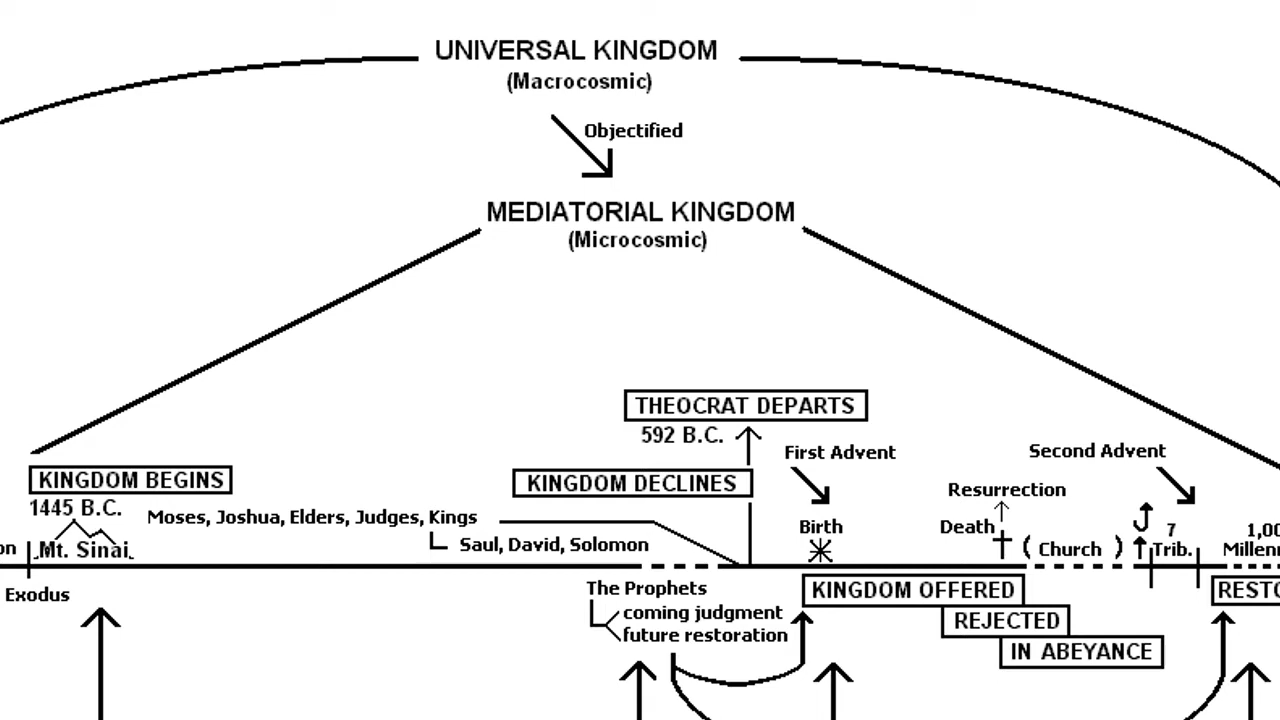 UNIVERSAL KINGDOM
(Macrocosmic)
Objectified
MEDIATORIAL KINGDOM
(Microcosmic)
THEOCRAT DEPARTS
592 B.C.
First Advent
Second Advent
KINGDOM BEGINS
1445 B.C.
KINGDOM DECLINES
Resurrection
Moses, Joshua, Elders, Judges, Kings
Saul, David, Solomon
Birth
Death
( Church )
7
Trib.
Mt. Sinai
Exodus
The Prophets
coming judgment
future restoration
KINGDOM OFFERED
REJECTED
IN ABEYANCE